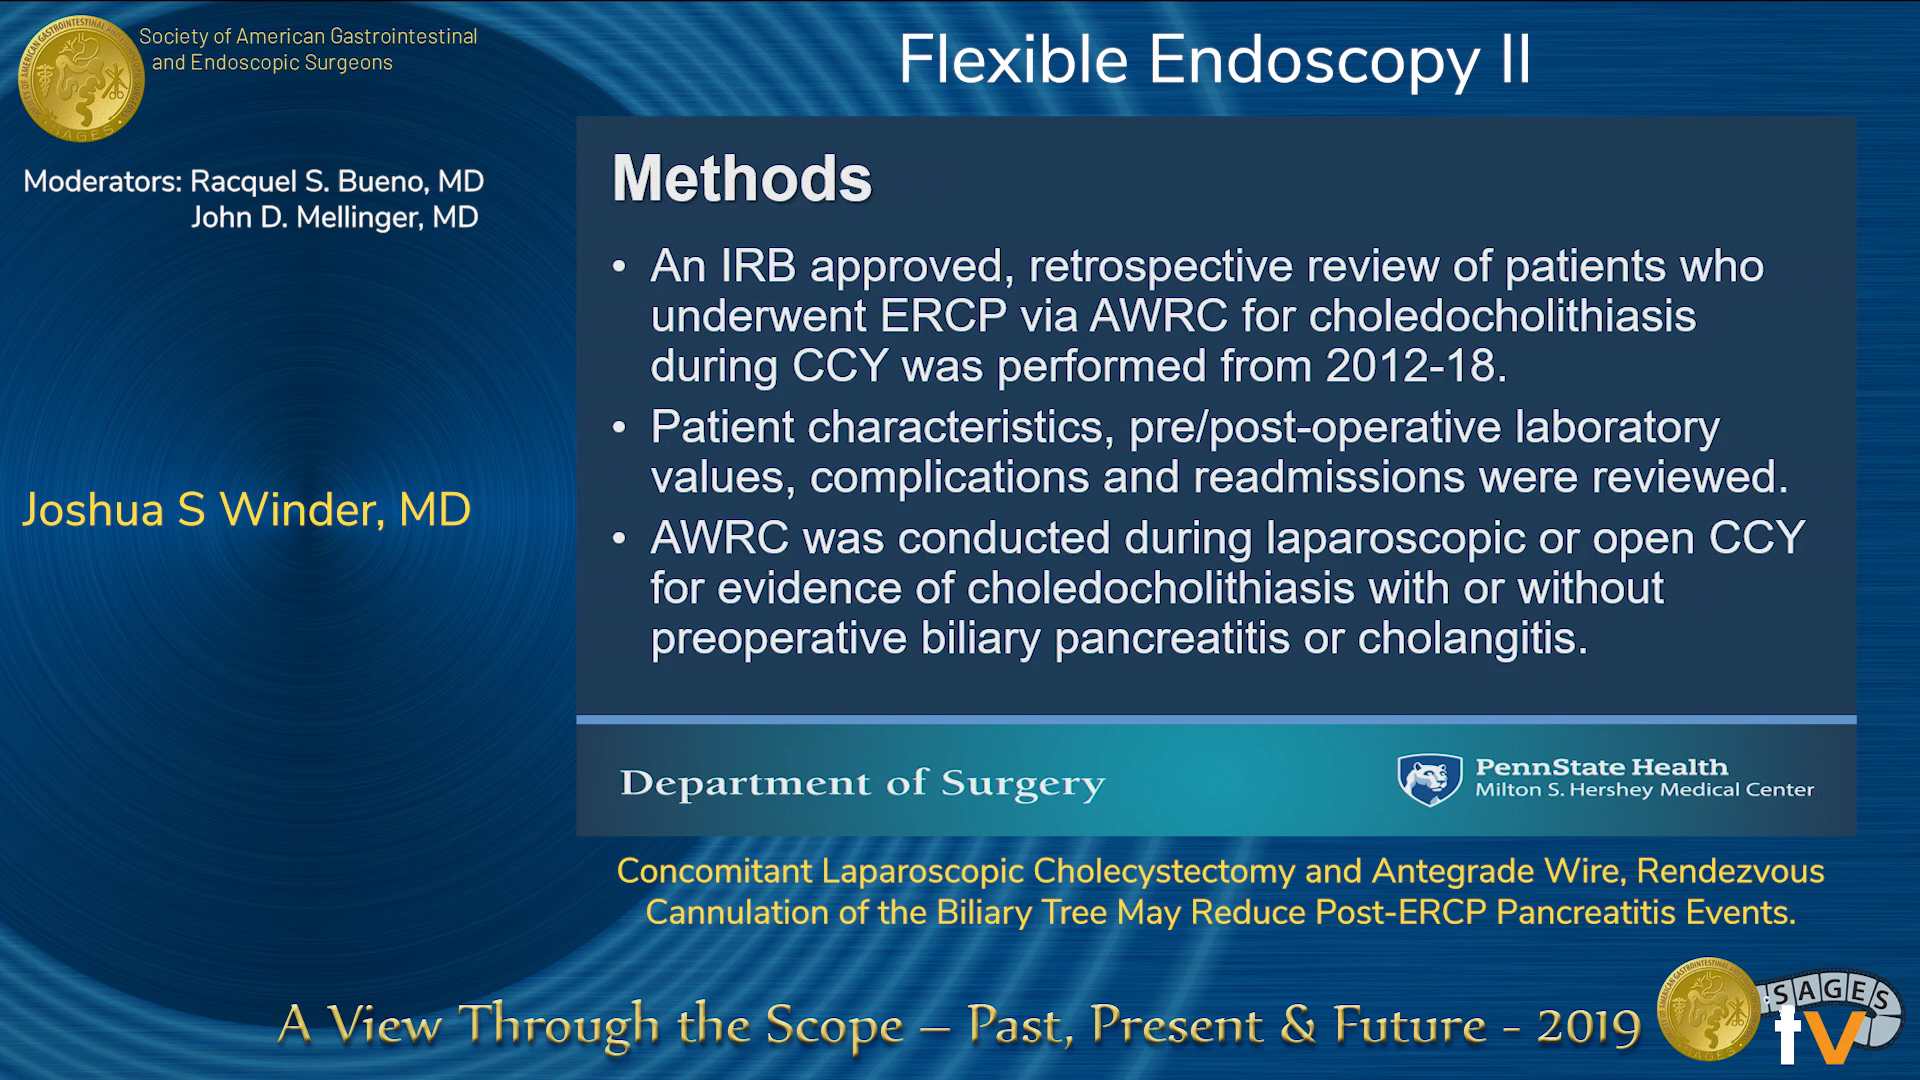 Society of American Gastrointestinal
and Endoscopic Surgeons
Flexible Endoscopy II
Moderators: Racquel S. Bueno, MD
John D. Mellinger, MD
Joshua S Winder, MD
Methods
• An IRB approved, retrospective review of patients who
underwent ERCP via AWRC for choledocholithiasis
during CCY was performed from 2012-18.
• Patient characteristics, pre/post-operative laboratory
values, complications and readmissions were reviewed.
• AWRC was conducted during laparoscopic or open CCY
for evidence of choledocholithiasis with or without
preoperative biliary pancreatitis or cholangitis.
Department of Surgery
PennState Health
Milton S. Hershey Medical Center
Concomitant Laparoscopic Cholecystectomy and Antegrade Wire, Rendezvous
Cannulation of the Biliary Tree May Reduce Post-ERCP Pancreatitis Events.
A View Through the Scope – Past, Present & Future - 2019
SAGES
tv